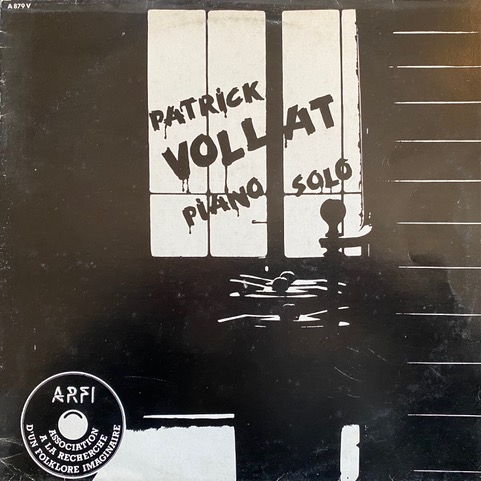 A 879 V
PATRICK
VOLLAT
PIANO SOLO
ARFI
ASSOCIATION
A LA RECHERCHE
D'UN FOLKLORE IMAGINAIRE